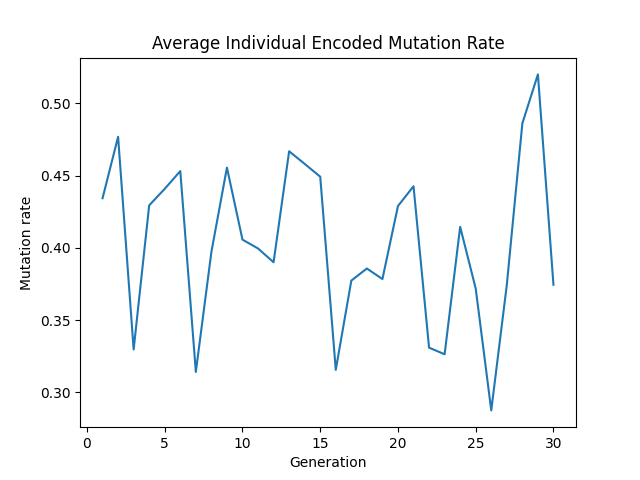 Average Individual Encoded Mutation Rate
0.50
0.45
0.40
0.35
0.30
Mutation rate
0 5 10 15 20 25 30
Generation